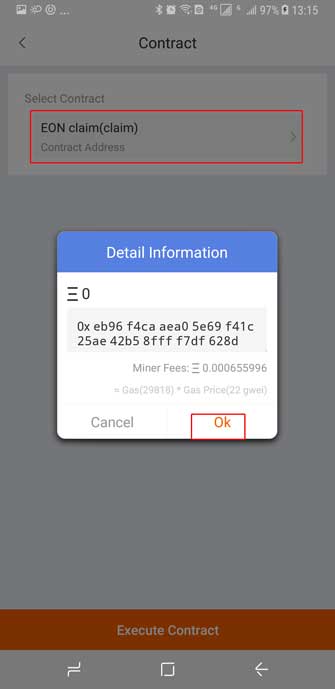 4G 6 97% 13:15
Contract
Select Contract
EON claim(claim)
Contract Address
Detail Information
Ξ 0
0x eb96 f4ca aea0 5e69 f41c
25ae 42b5 8fff f7df 628d
Miner Fees: Ξ 0.000655996
= Gas(29818) * Gas Price(22 gwei)
Cancel Ok
Execute Contract